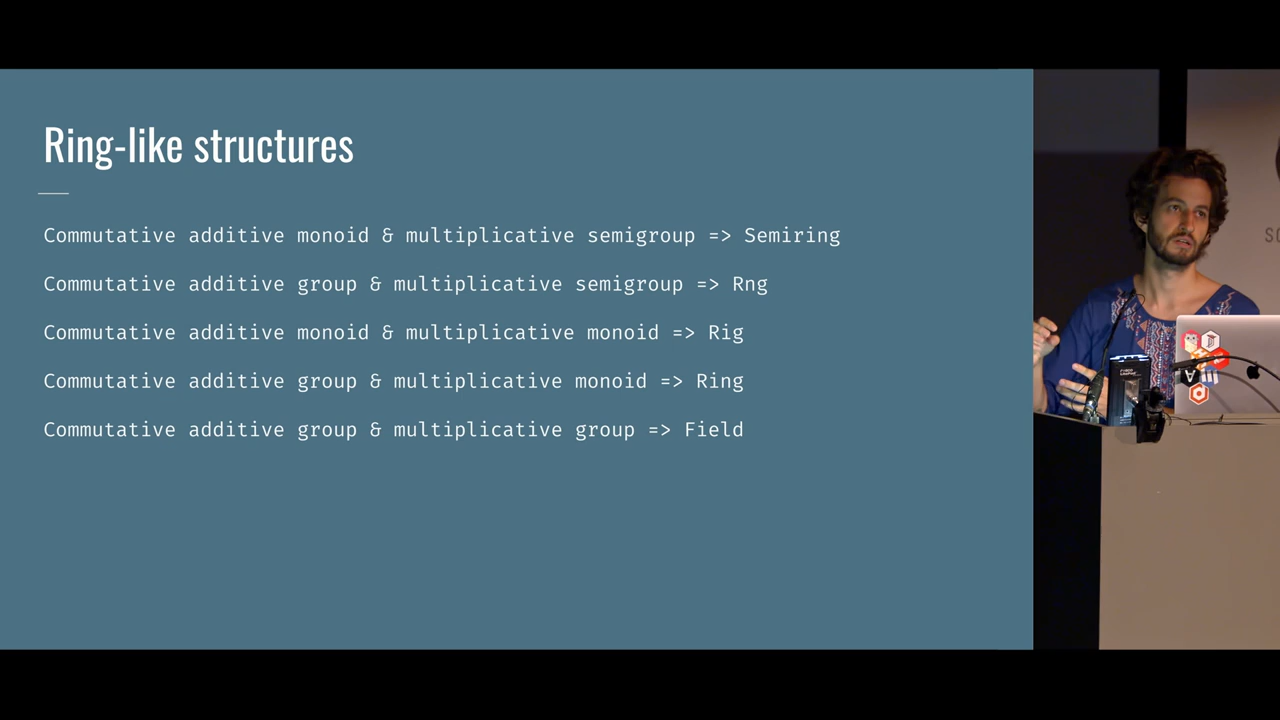 Ring-like structures
Commutative additive monoid & multiplicative semigroup => Semiring
Commutative additive group & multiplicative semigroup => Rng
Commutative additive monoid & multiplicative monoid => Rig
Commutative additive group & multiplicative monoid => Ring
Commutative additive group & multiplicative group => Field